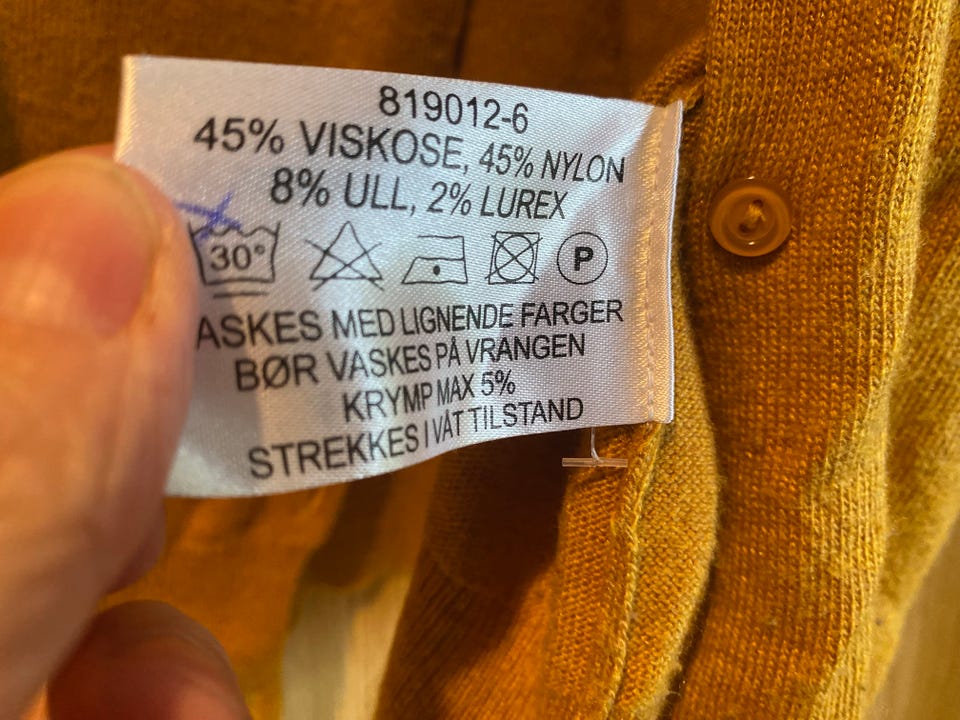 819012-6
45% VISKOSE, 45% NYLON
8% ULL, 2% LUREX
30° P
ASKES MED LIGNENDE FARGER
BØR VASKES PÅ VRANGEN
KRYMP MAX 5%
STREKKES I VÅT TILSTAND